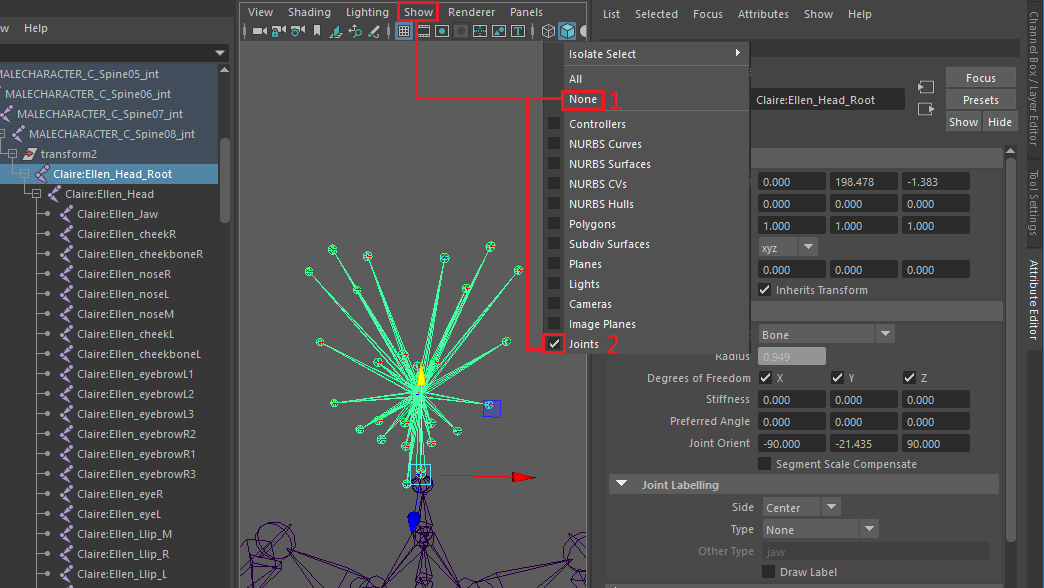 w Help
MALECHARACTER_C_Spine05_jnt
MALECHARACTER_C_Spine06_jnt
MALECHARACTER_C_Spine07_jnt
MALECHARACTER_C_Spine08_jnt
transform2
Claire:Ellen_Head_Root
Claire:Ellen_Head
Claire:Ellen_Jaw
Claire:Ellen_cheekR
Claire:Ellen_cheekboneR
Claire:Ellen_noseR
Claire:Ellen_noseL
Claire:Ellen_noseM
Claire:Ellen_cheekL
Claire:Ellen_cheekboneL
Claire:Ellen_eyebrowL1
Claire:Ellen_eyebrowL2
Claire:Ellen_eyebrowL3
Claire:Ellen_eyebrowR2
Claire:Ellen_eyebrowR1
Claire:Ellen_eyebrowR3
Claire:Ellen_eyeR
Claire:Ellen_eyeL
Claire:Ellen_Llip_M
Claire:Ellen_Llip_R
Claire:Ellen_Llip_L
View Shading Lighting Show Renderer Panels
Isolate Select
All
None 1
Controllers
NURBS Curves
NURBS Surfaces
NURBS CVs
NURBS Hulls
Polygons
Subdiv Surfaces
Planes
Lights
Cameras
Image Planes
Joints 2
List Selected Focus Attributes Show Help
Claire:Ellen_Head_Root
Focus
Presets
Show Hide
0.000 198.478 -1.383
0.000 0.000 0.000
1.000 1.000 1.000
xyz
0.000 0.000 0.000
Inherits Transform
Bone
Radius 0.949
Degrees of Freedom X Y Z
Stiffness 0.000 0.000 0.000
Preferred Angle 0.000 0.000 0.000
Joint Orient -90.000 -21.435 90.000
Segment Scale Compensate
Joint Labelling
Side Center
Type None
Other Type jaw
Draw Label
Channel Box / Layer Editor
Tool Settings
Attribute Editor